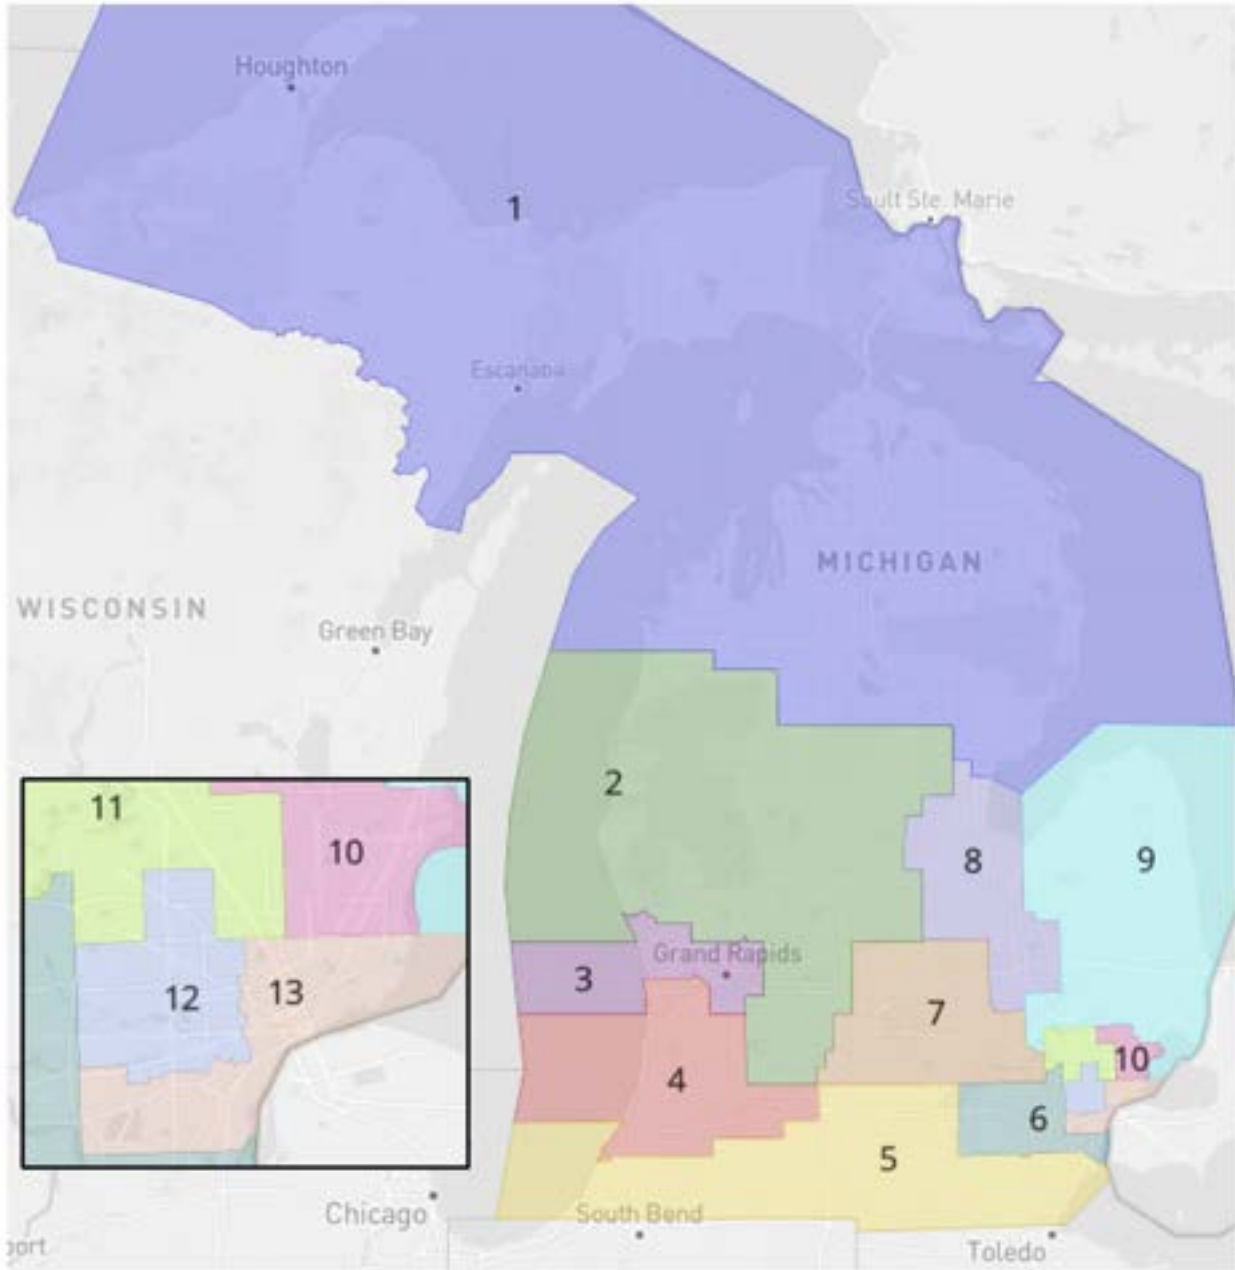 Houghton
1
Sault Ste. Marie
Escanaba
MICHIGAN
WISCONSIN
Green Bay
2
11
10
8
9
12
13
3
Grand Rapids
7
10
4
6
5
Chicago
South Bend
port
Toledo